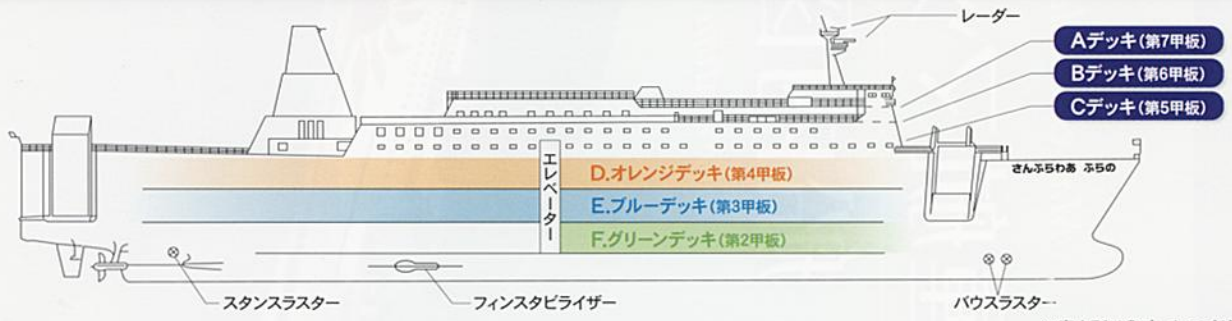 レーダー
Aデッキ(第7甲板)
Bデッキ(第6甲板)
Cデッキ(第5甲板)
さんふらわあ ふらの
エレベーター
D.オレンジデッキ(第4甲板)
E.ブルーデッキ(第3甲板)
F.グリーンデッキ(第2甲板)
スタンスラスター
フィンスタビライザー
バウスラスター